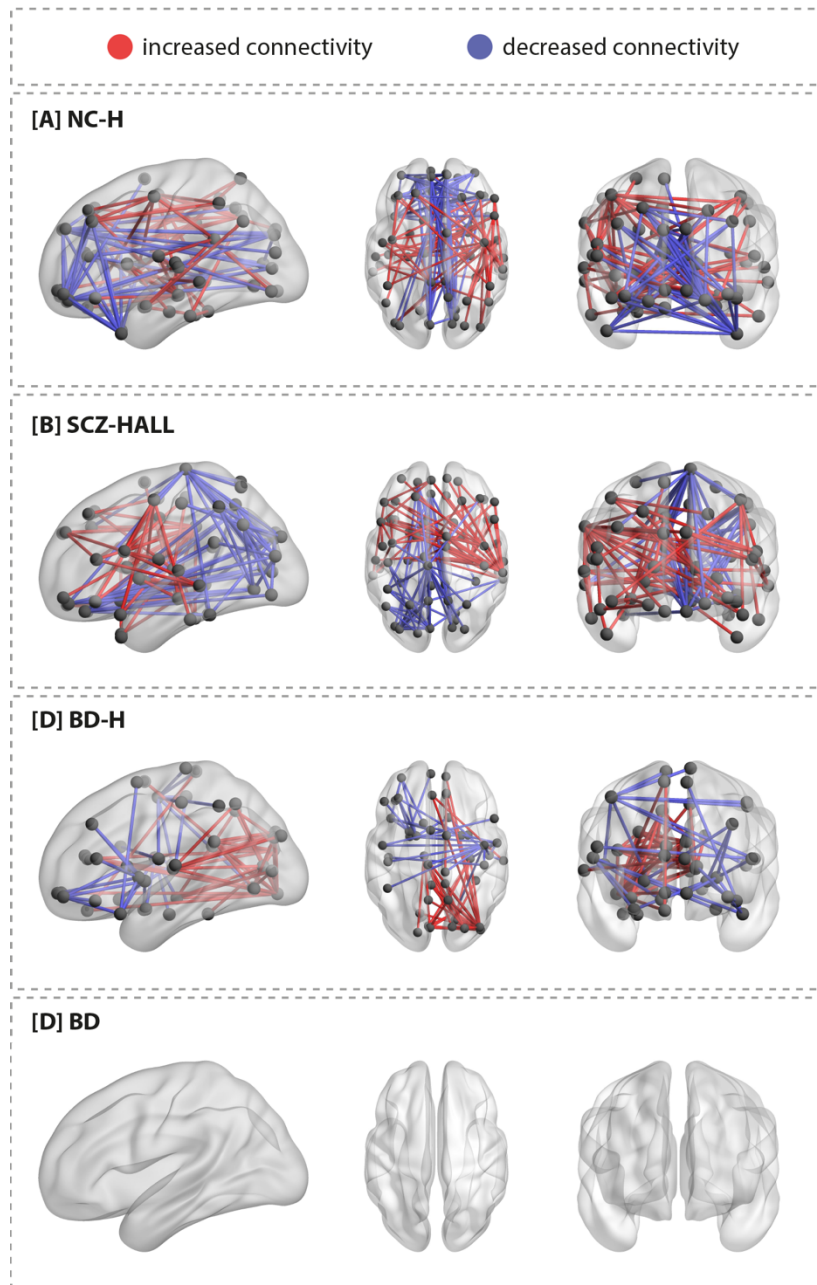 increased connectivity
decreased connectivity
[A] NC-H
[B] SCZ-HALL
[D] BD-H
[D] BD